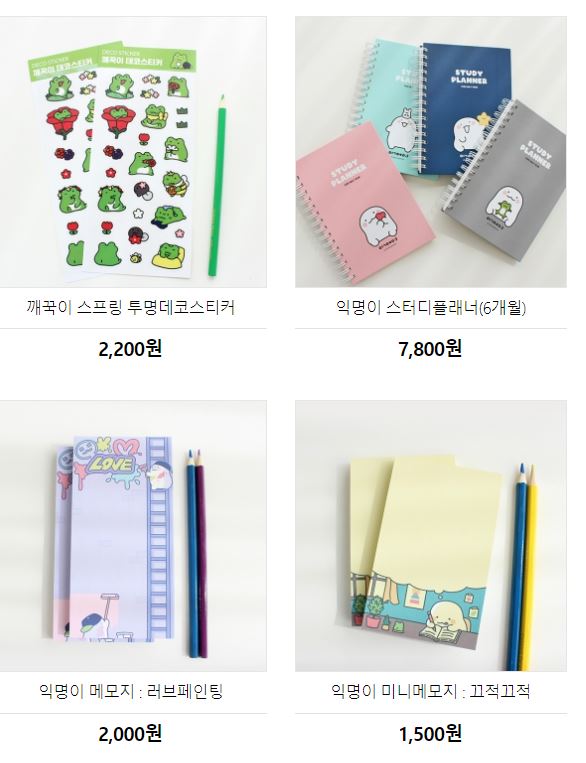 DECO STICKER
깨꾹이 데코스티커
DECO STICKER
깨꾹이 데코스티커
STUDY
PLANNER
STUDY
PLANNER
STUDY
PLANNER
깨꾹이 스프링 투명데코스티커
익명이 스터디플래너(6개월)
2,200원
7,800원
LOVE
익명이 메모지 : 러브페인팅
익명이 미니메모지 : 끄적끄적
2,000원
1,500원